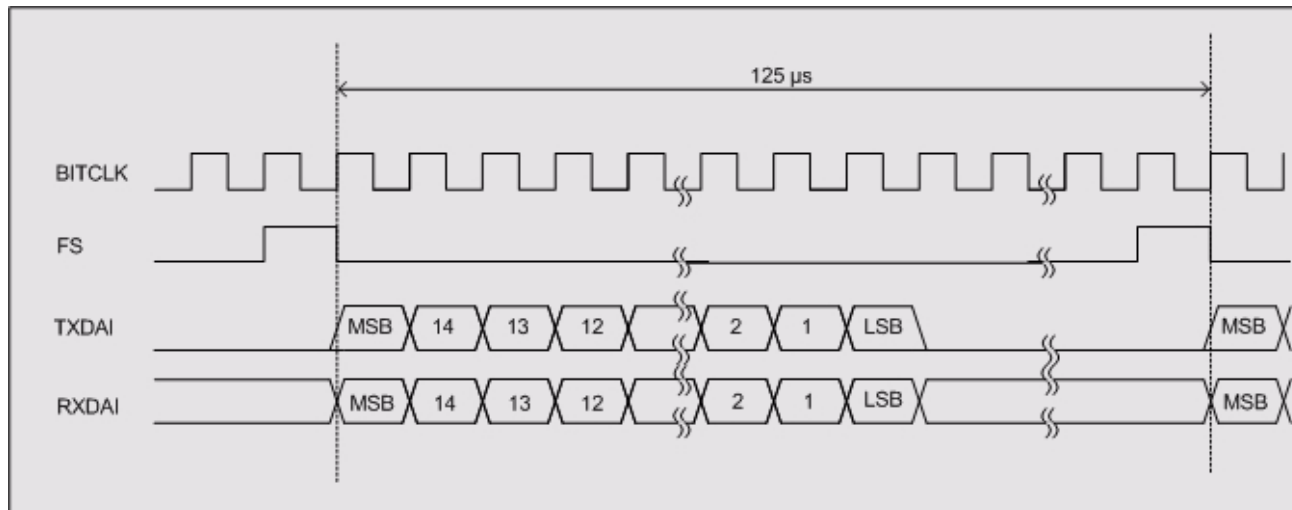 125 µs
BITCLK
FS
TXDAI MSB 14 13 12 2 1 LSB MSB
RXDAI MSB 14 13 12 2 1 LSB MSB